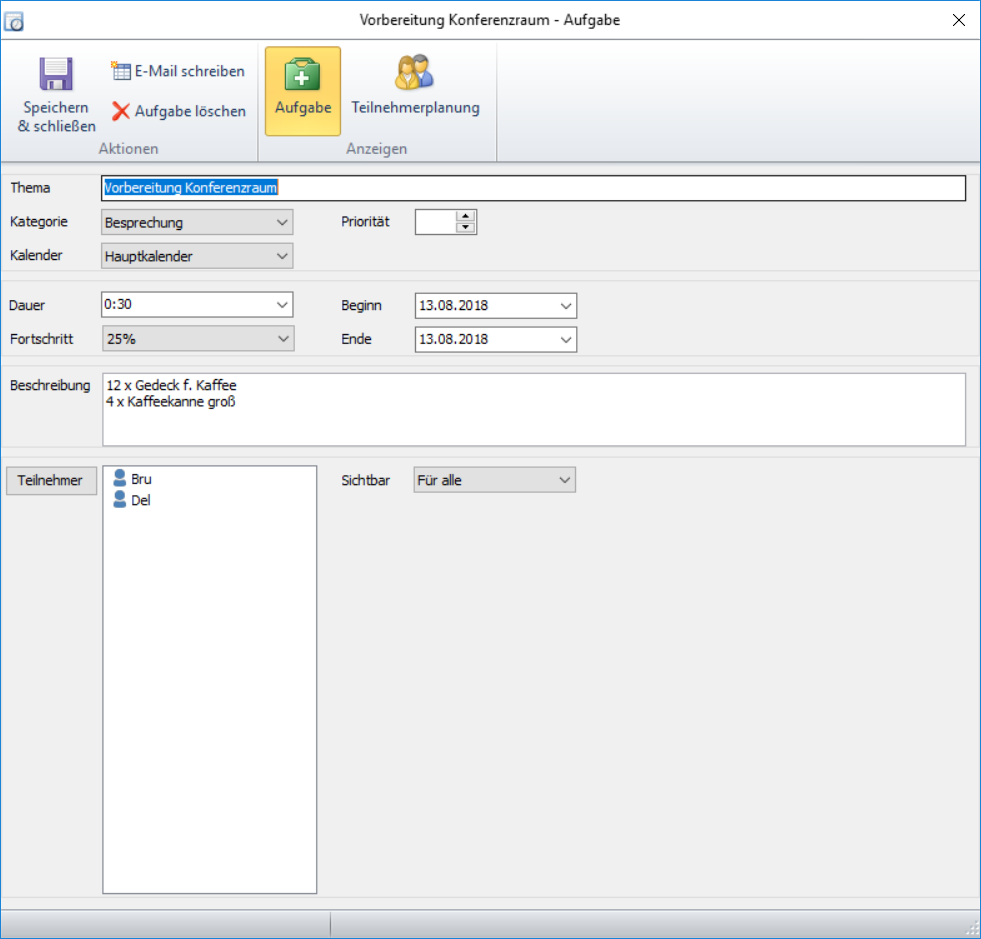 Vorbereitung Konferenzraum - Aufgabe
Speichern & schließen
E-Mail schreiben
Aufgabe löschen
Aktionen
Aufgabe
Teilnehmerplanung
Anzeigen
Thema Vorbereitung Konferenzraum
Kategorie Besprechung Priorität
Kalender Hauptkalender
Dauer 0:30 Beginn 13.08.2018
Fortschritt 25% Ende 13.08.2018
Beschreibung 12 x Gedeck f. Kaffee
4 x Kaffeekanne groß
Teilnehmer Bru Sichtbar Für alle
Del